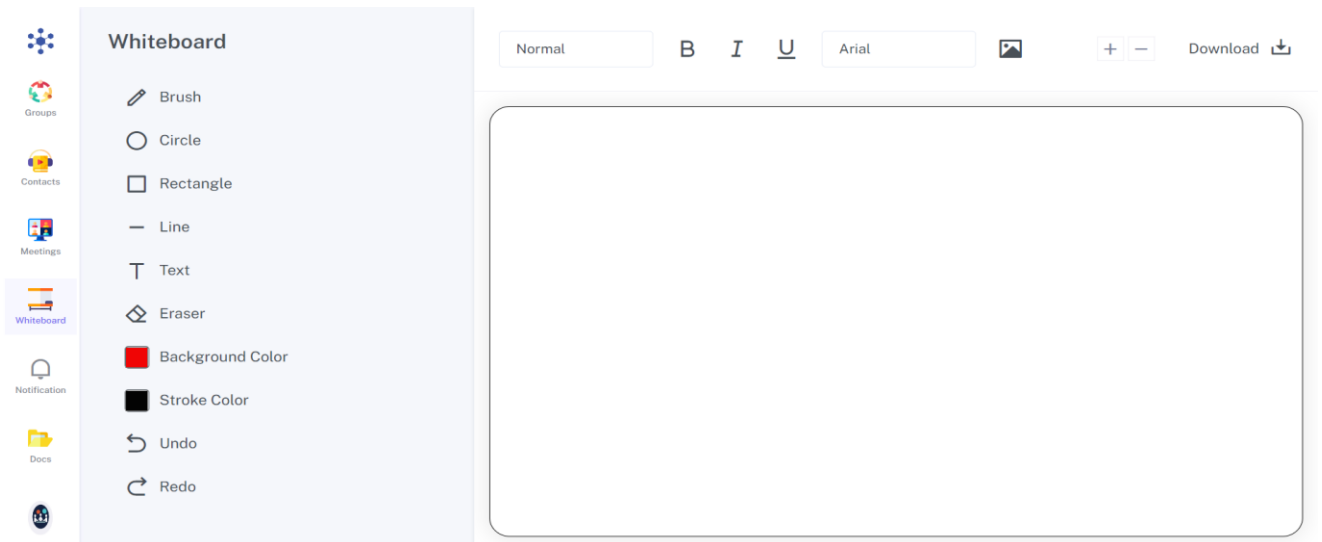 Groups
Contacts
Meetings
Whiteboard
Notification
Docs
Whiteboard
Brush
Circle
Rectangle
Line
Text
Eraser
Background Color
Stroke Color
Undo
Redo
Normal B I U Arial + − Download